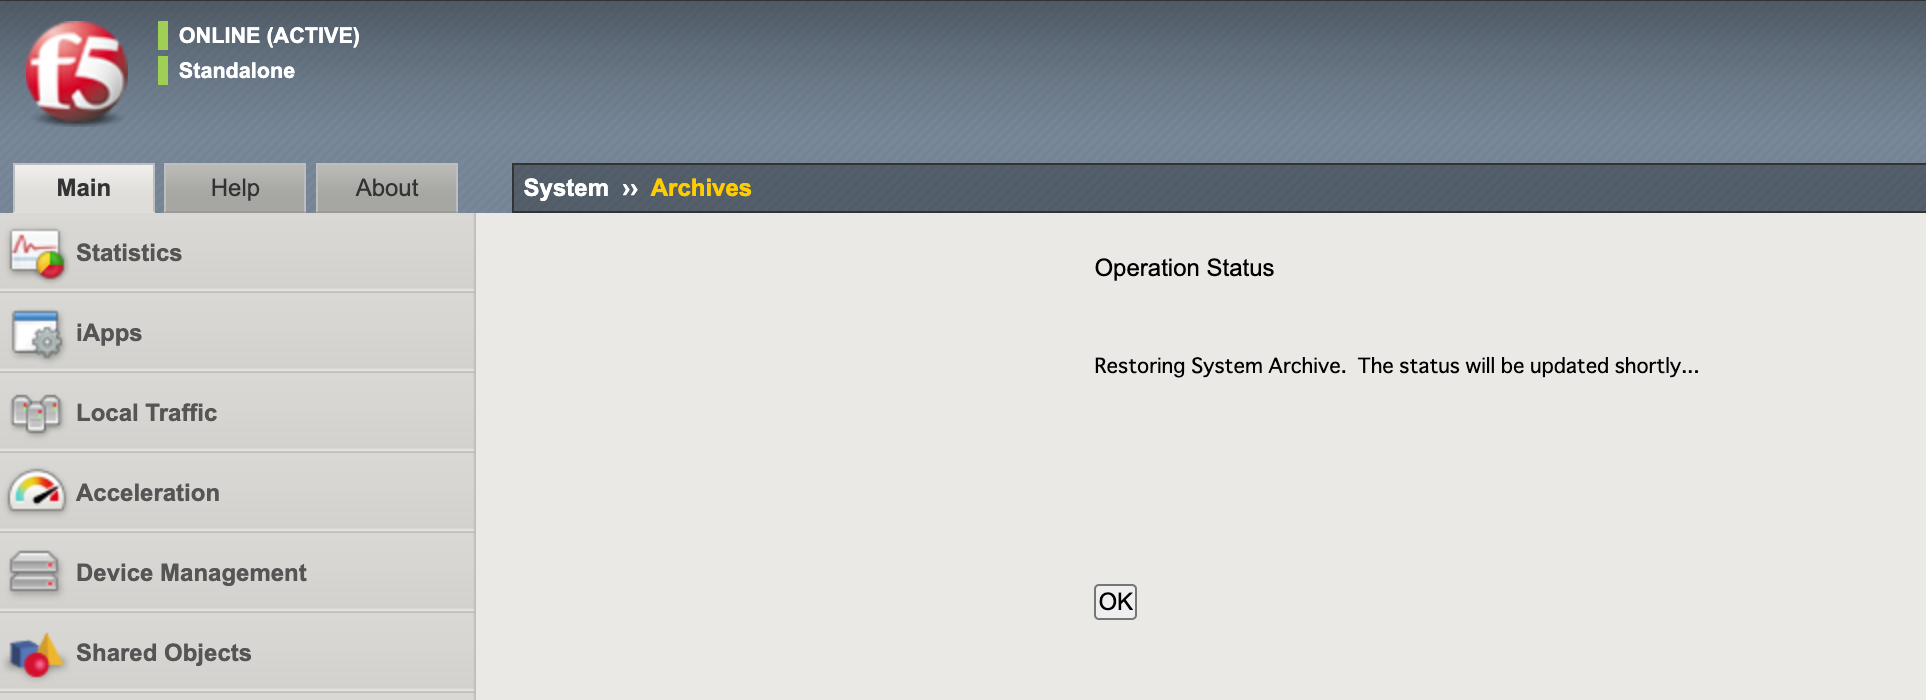 f5
ONLINE (ACTIVE)
Standalone
Main
Help
About
System »» Archives
Statistics
iApps
Local Traffic
Acceleration
Device Management
Shared Objects
Operation Status
Restoring System Archive. The status will be updated shortly...
OK